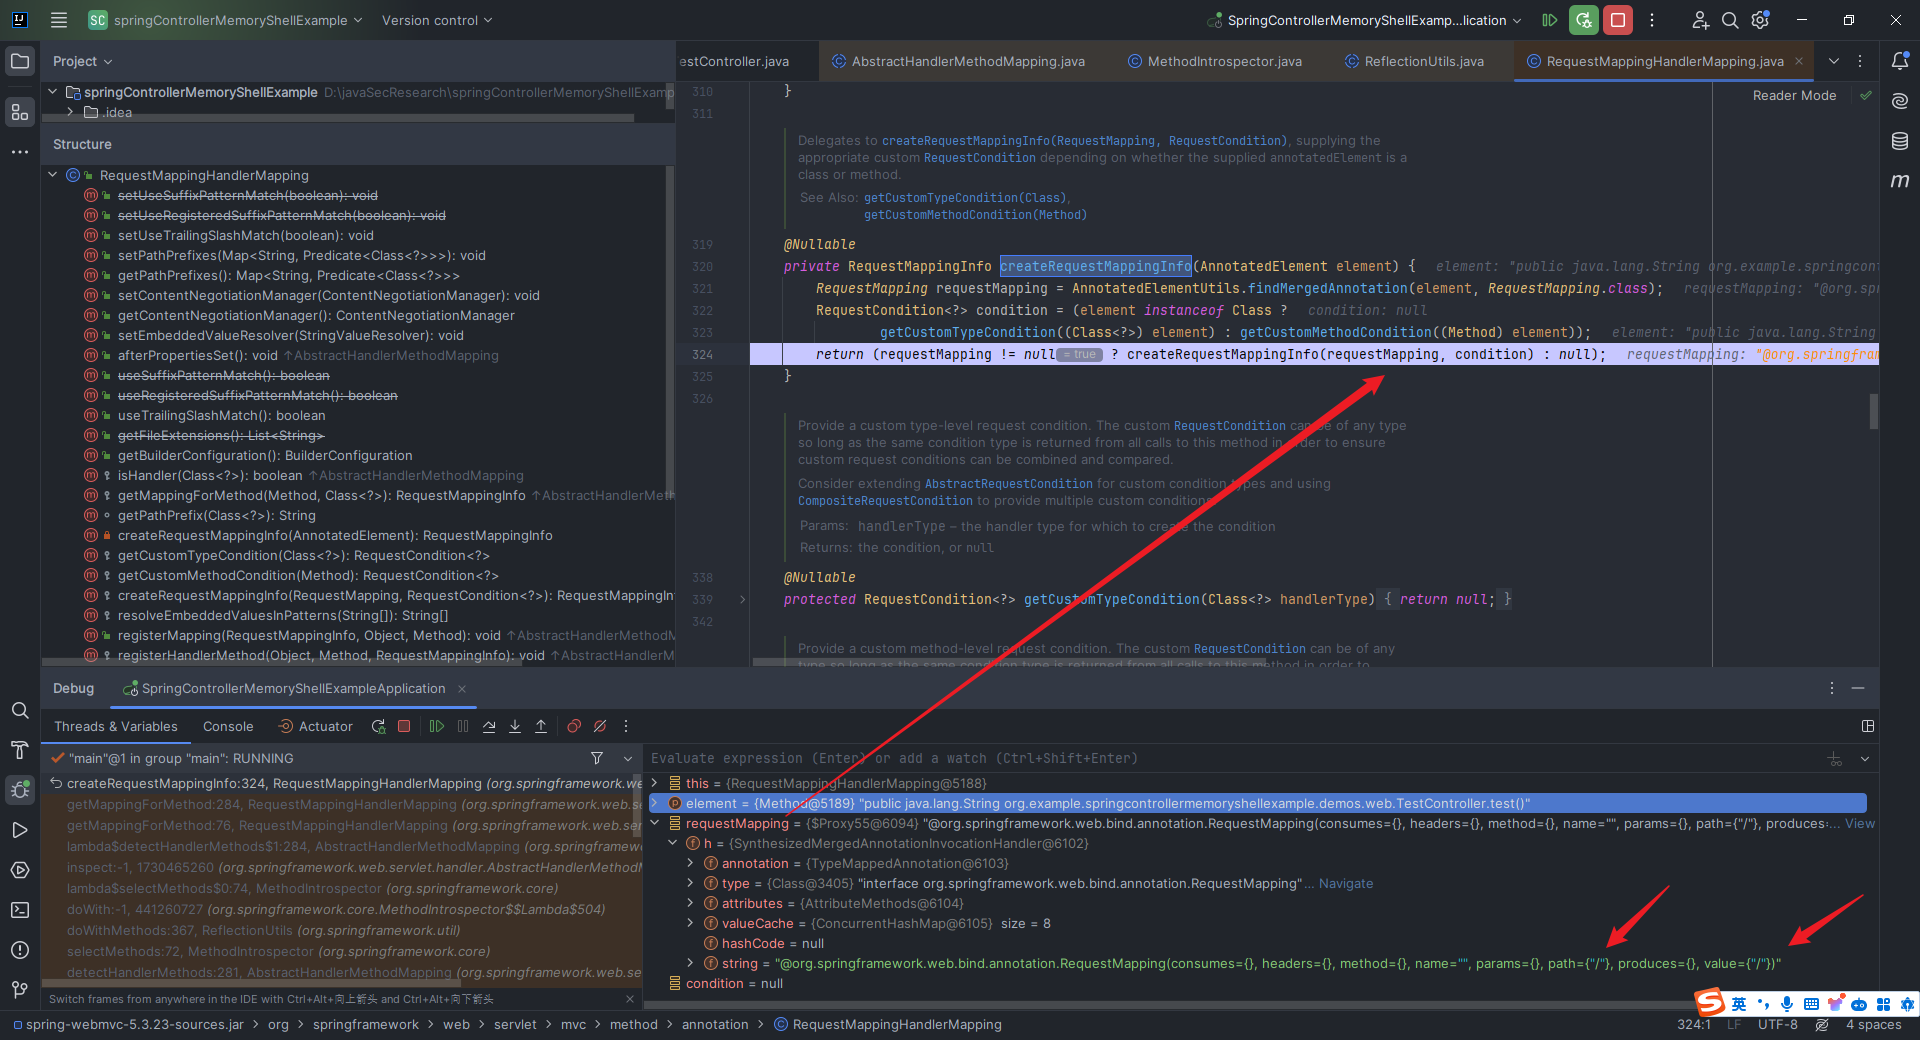 SC springControllerMemoryShellExample Version control SpringControllerMemoryShellExamp...lication
Project
springControllerMemoryShellExample D:\javaSecResearch\springControllerMemoryShellExamp
.idea
Structure
RequestMappingHandlerMapping
setUseSuffixPatternMatch(boolean): void
setUseRegisteredSuffixPatternMatch(boolean): void
setUseTrailingSlashMatch(boolean): void
setPathPrefixes(Map<String, Predicate<Class<?>>>): void
getPathPrefixes(): Map<String, Predicate<Class<?>>>
setContentNegotiationManager(ContentNegotiationManager): void
getContentNegotiationManager(): ContentNegotiationManager
setEmbeddedValueResolver(StringValueResolver): void
afterPropertiesSet(): void ↑AbstractHandlerMethodMapping
useSuffixPatternMatch(): boolean
useRegisteredSuffixPatternMatch(): boolean
useTrailingSlashMatch(): boolean
getFileExtensions(): List<String>
getBuilderConfiguration(): BuilderConfiguration
isHandler(Class<?>): boolean ↑AbstractHandlerMethodMapping
getMappingForMethod(Method, Class<?>): RequestMappingInfo ↑AbstractHandlerMeth
getPathPrefix(Class<?>): String
createRequestMappingInfo(AnnotatedElement): RequestMappingInfo
getCustomTypeCondition(Class<?>): RequestCondition<?>
getCustomMethodCondition(Method): RequestCondition<?>
createRequestMappingInfo(RequestMapping, RequestCondition<?>): RequestMappingIn
resolveEmbeddedValuesInPatterns(String[]): String[]
registerMapping(RequestMappingInfo, Object, Method): void ↑AbstractHandlerMethodM
registerHandlerMethod(Object, Method, RequestMappingInfo): void ↑AbstractHandlerM
estController.java AbstractHandlerMethodMapping.java MethodIntrospector.java ReflectionUtils.java RequestMappingHandlerMapping.java
Reader Mode
310 }
311
Delegates to createRequestMappingInfo(RequestMapping, RequestCondition), supplying the
appropriate custom RequestCondition depending on whether the supplied annotatedElement is a
class or method.
See Also: getCustomTypeCondition(Class),
getCustomMethodCondition(Method)
319 @Nullable
320 private RequestMappingInfo createRequestMappingInfo(AnnotatedElement element) { element: "public java.lang.String org.example.springcont
321 RequestMapping requestMapping = AnnotatedElementUtils.findMergedAnnotation(element, RequestMapping.class); requestMapping: "@org.spr
322 RequestCondition<?> condition = (element instanceof Class ? condition: null
323 getCustomTypeCondition((Class<?>) element) : getCustomMethodCondition((Method) element)); element: "public java.lang.String
324 return (requestMapping != null = true ? createRequestMappingInfo(requestMapping, condition) : null); requestMapping: "@org.springfram
325 }
326
Provide a custom type-level request condition. The custom RequestCondition can be of any type
so long as the same condition type is returned from all calls to this method in order to ensure
custom request conditions can be combined and compared.
Consider extending AbstractRequestCondition for custom condition types and using
CompositeRequestCondition to provide multiple custom conditions.
Params: handlerType – the handler type for which to create the condition
Returns: the condition, or null
338 @Nullable
339 protected RequestCondition<?> getCustomTypeCondition(Class<?> handlerType) { return null; }
342
Provide a custom method-level request condition. The custom RequestCondition can be of any
type so long as the same condition type is returned from all calls to this method in order to
Debug SpringControllerMemoryShellExampleApplication
Threads & Variables Console Actuator
"main"@1 in group "main": RUNNING
createRequestMappingInfo:324, RequestMappingHandlerMapping (org.springframework.we
getMappingForMethod:284, RequestMappingHandlerMapping (org.springframework.web.se
getMappingForMethod:76, RequestMappingHandlerMapping (org.springframework.web.ser
lambda$detectHandlerMethods$1:284, AbstractHandlerMethodMapping (org.springframew
inspect:-1, 1730465260 (org.springframework.web.servlet.handler.AbstractHandlerMethodM
lambda$selectMethods$0:74, MethodIntrospector (org.springframework.core)
doWith:-1, 441260727 (org.springframework.core.MethodIntrospector$$Lambda$504)
doWithMethods:367, ReflectionUtils (org.springframework.util)
selectMethods:72, MethodIntrospector (org.springframework.core)
detectHandlerMethods:281, AbstractHandlerMethodMapping (org.springframework.web.se
Switch frames from anywhere in the IDE with Ctrl+Alt+向上箭头 and Ctrl+Alt+向下箭头
Evaluate expression (Enter) or add a watch (Ctrl+Shift+Enter)
this = {RequestMappingHandlerMapping@5188}
element = {Method@5189} "public java.lang.String org.example.springcontrollermemoryshellexample.demos.web.TestController.test()"
requestMapping = {$Proxy55@6094} "@org.springframework.web.bind.annotation.RequestMapping(consumes={}, headers={}, method={}, name="", params={}, path={"/"}, produces=... View
h = {SynthesizedMergedAnnotationInvocationHandler@6102}
annotation = {TypeMappedAnnotation@6103}
type = {Class@3405} "interface org.springframework.web.bind.annotation.RequestMapping"... Navigate
attributes = {AttributeMethods@6104}
valueCache = {ConcurrentHashMap@6105} size = 8
hashCode = null
string = "@org.springframework.web.bind.annotation.RequestMapping(consumes={}, headers={}, method={}, name="", params={}, path={"/"}, produces={}, value={"/"})"
condition = null
英
spring-webmvc-5.3.23-sources.jar > org > springframework > web > servlet > mvc > method > annotation > RequestMappingHandlerMapping
324:1 LF UTF-8 4 spaces